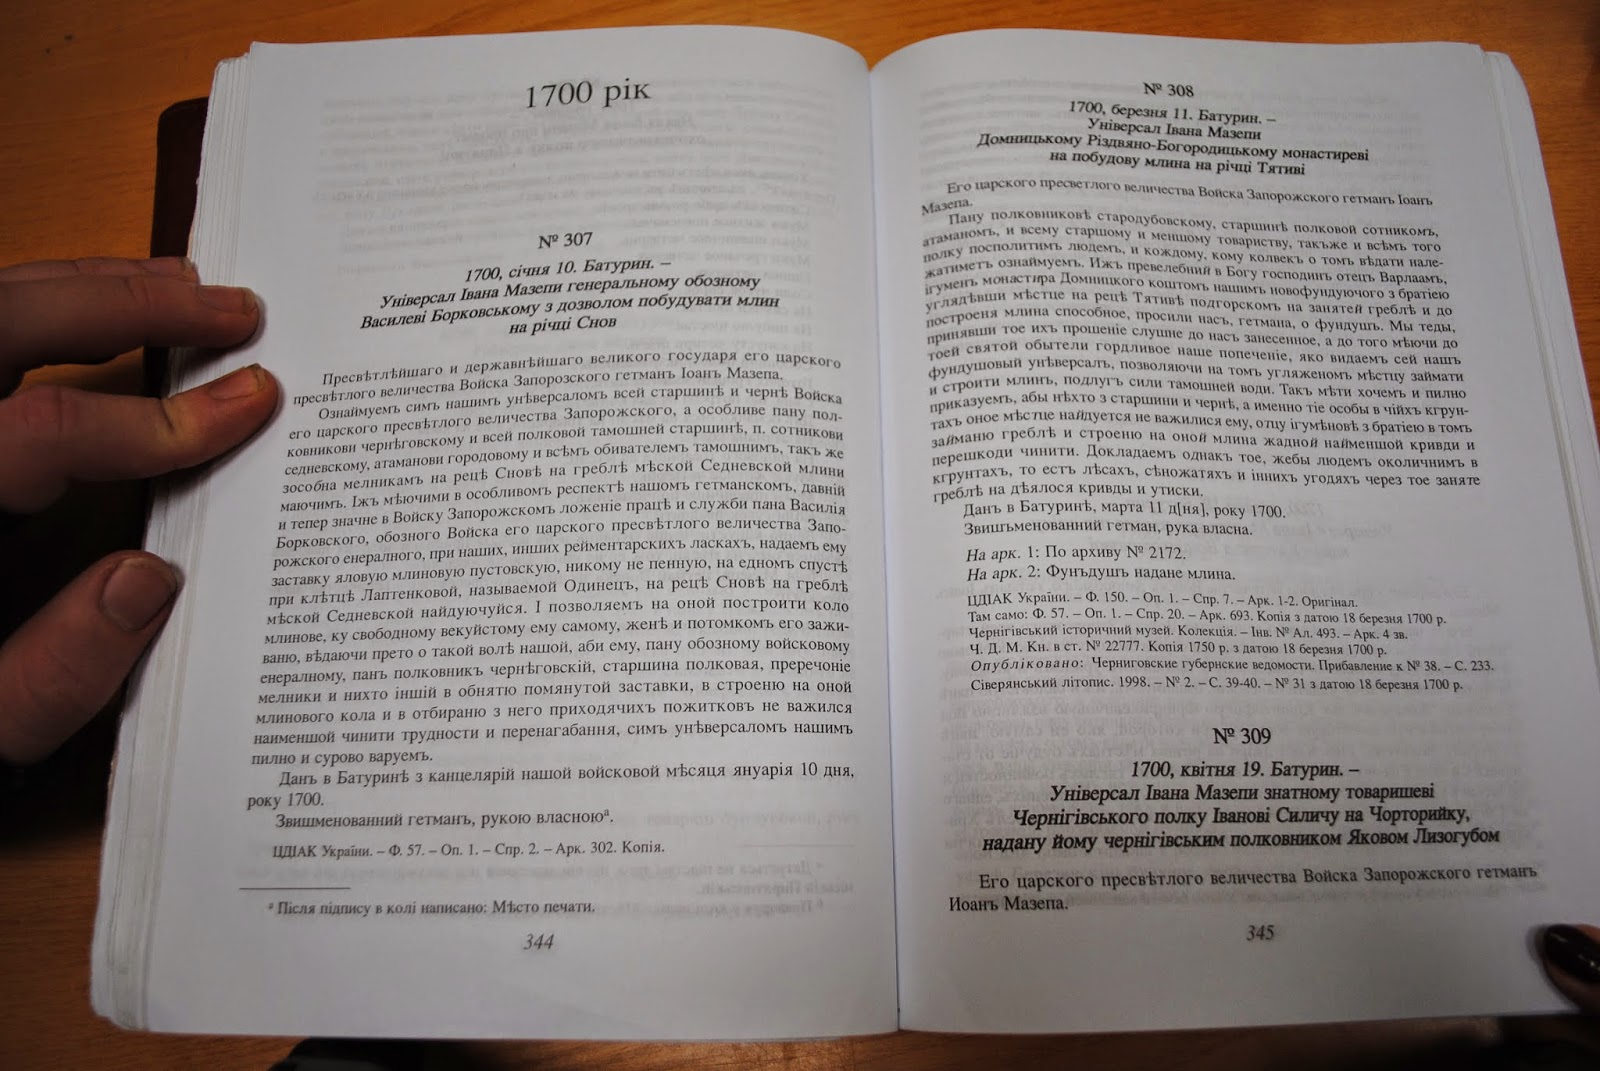 1700 рік
№ 307
1700, січня 10. Батурин. –
Універсал Івана Мазепи генеральному обозному
Василеві Борковському з дозволом побудувати млин
на річці Снов
Пресвѣтлѣйшаго и державнѣйшаго великого государя его царского
пресвѣтлого величества Войска Запорозского гетманъ Іоанъ Мазепа.
Ознаймуемъ симъ нашимъ унѣверсаломъ всей старшинѣ и чернѣ Войска
его царского пресвѣтлого величества Запорожского, а особливе пану пол-
ковникови чернѣговскому и всей полковой тамошней старшинѣ, п. сотникови
седневскому, атаманови городовому и всѣмъ обивателем тамошнимъ, такъ же
зособна мелникамъ на рецѣ Сновѣ на греблѣ мѣской Седневской млини
маючимъ. Іжъ мѣючими в особливомъ респектѣ нашомъ гетманскомъ, давнѣй
и тепер значне в Войску Запорожскомъ ложеніе працѣ и служби пана Василія
Борковского, обозного Войска его царского пресвѣтлого величества Запо-
рожского енералного, при наших, инших рейментарскихъ ласкахъ, надаемъ ему
заставку яловую млиновую пустовскую, никому не пенную, на едномъ спустѣ
при клѣтцѣ Лаптенковой, называемой Одинецъ, на рецѣ Сновѣ на греблѣ
мѣской Седневской найдуючуйся. І позволяемъ на оной построити коло
млинове, ку свободному векуйстому ему самому, женѣ и потомкомъ его зажи-
ваню, вѣдаючи прето о такой волѣ нашой, аби ему, пану обозному войсковому
енералному, панъ полковникъ чернѣговскій, старшина полковая, преречоніе
мелники и нихто іншій в обнятю помянутой заставки, в строеню на оной
млинового кола и в отбираню з него приходячихъ пожитковъ не важился
наименшой чинити трудности и перенагабання, симъ унѣверсаломъ нашимъ
пилно и сурово варуемъ.
Данъ в Батуринѣ з канцелярій нашой войсковой мѣсяця януарія 10 дня,
року 1700.
Звишменованний гетманъ, рукою власноюª.
ЦДІАК України. – Ф. 57. – Оп. 1. – Спр. 2. – Арк. 302. Копія.
ª Після підпису в колі написано: Мѣсто печати.
344
№ 308
1700, березня 11. Батурин. –
Універсал Івана Мазепи
Домницькому Різдвяно-Богородицькому монастиреві
на побудову млина на річці Тятиві
Его царского пресветлого величества Войска Запорожского гетманъ Іоанъ
Мазепа.
Пану полковниковѣ стародубовскому, старшинѣ полковой сотникомъ,
атаманомъ, и всему старшому и меншому товариству, такъже и всѣмъ того
полку посполитимъ людемъ, и кождому, кому колвекъ о томъ вѣдати нале-
жатиметъ ознаймуемъ. Ижъ превелебний в Богу господинъ отецъ Варлаамъ,
ігуменъ монастира Домницкого коштомъ нашимъ новофундуючого з братіею
углядѣвши мѣстце на рецѣ Тятивѣ подгорскомъ на занятей греблѣ и до
построеня млина способное, просили насъ, гетмана, о фундушъ. Мы теды,
принявши тое ихъ прошеніе слушне до насъ занесенное, а до того мѣючи до
тоей святой обытели гордливое наше попеченіе, яко видаемъ сей нашъ
фундушовый унѣверсалъ, позволяючи на томъ угляженомъ мѣстцу займати
и строити млинъ, подлугъ сили тамошней води. Такъ мѣти хочемъ и пилно
приказуемъ, абы нѣхто з старшини и чернѣ, а именно тіе особы в чіихъ кгрун-
тахъ оное мѣстце найдуется не важилися ему, отцу ігумѣновѣ з братіею в томъ
займаню греблѣ и строеню на оной млина жадной найменшой кривди и
перешкоди чинити. Докладаемъ однакъ тое, жебы людемъ околичнимъ в
кгрунтахъ, то естъ лѣсахъ, сѣножатяхъ и іннихъ угодяхъ через тое заняте
греблѣ на дѣялося кривды и утиски.
Данъ в Батуринѣ, марта 11 д[ня], року 1700.
Звишъменованний гетман, рука власна.
На арк. 1: По архиву № 2172.
На арк. 2: Фунъдушъ надане млина.
ЦДІАК України. – Ф. 150. – Оп. 1. – Спр. 7. – Арк. 1-2. Оригінал.
Там само: Ф. 57. – Оп. 1. – Спр. 20. – Арк. 693. Копія з датою 18 березня 1700 р.
Чернігівський історичний музей. Колекція. – Інв. № Ал. 493. – Арк. 4 зв.
Ч. Д. М. Кн. в ст. № 22777. Копія 1750 р. з датою 18 березня 1700 р.
Опубліковано: Черниговские губернские ведомости. Прибавление к № 38. – С. 233.
Сіверянський літопис. 1998. – № 2. – С. 39-40. – № 31 з датою 18 березня 1700 р.
№ 309
1700, квітня 19. Батурин. –
Універсал Івана Мазепи знатному товаришеві
Чернігівського полку Іванові Силичу на Чорторийку,
надану йому чернігівським полковником Яковом Лизогубом
Его царского пресвѣтлого величества Войска Запорожского гетманъ
Иоанъ Мазепа.
345